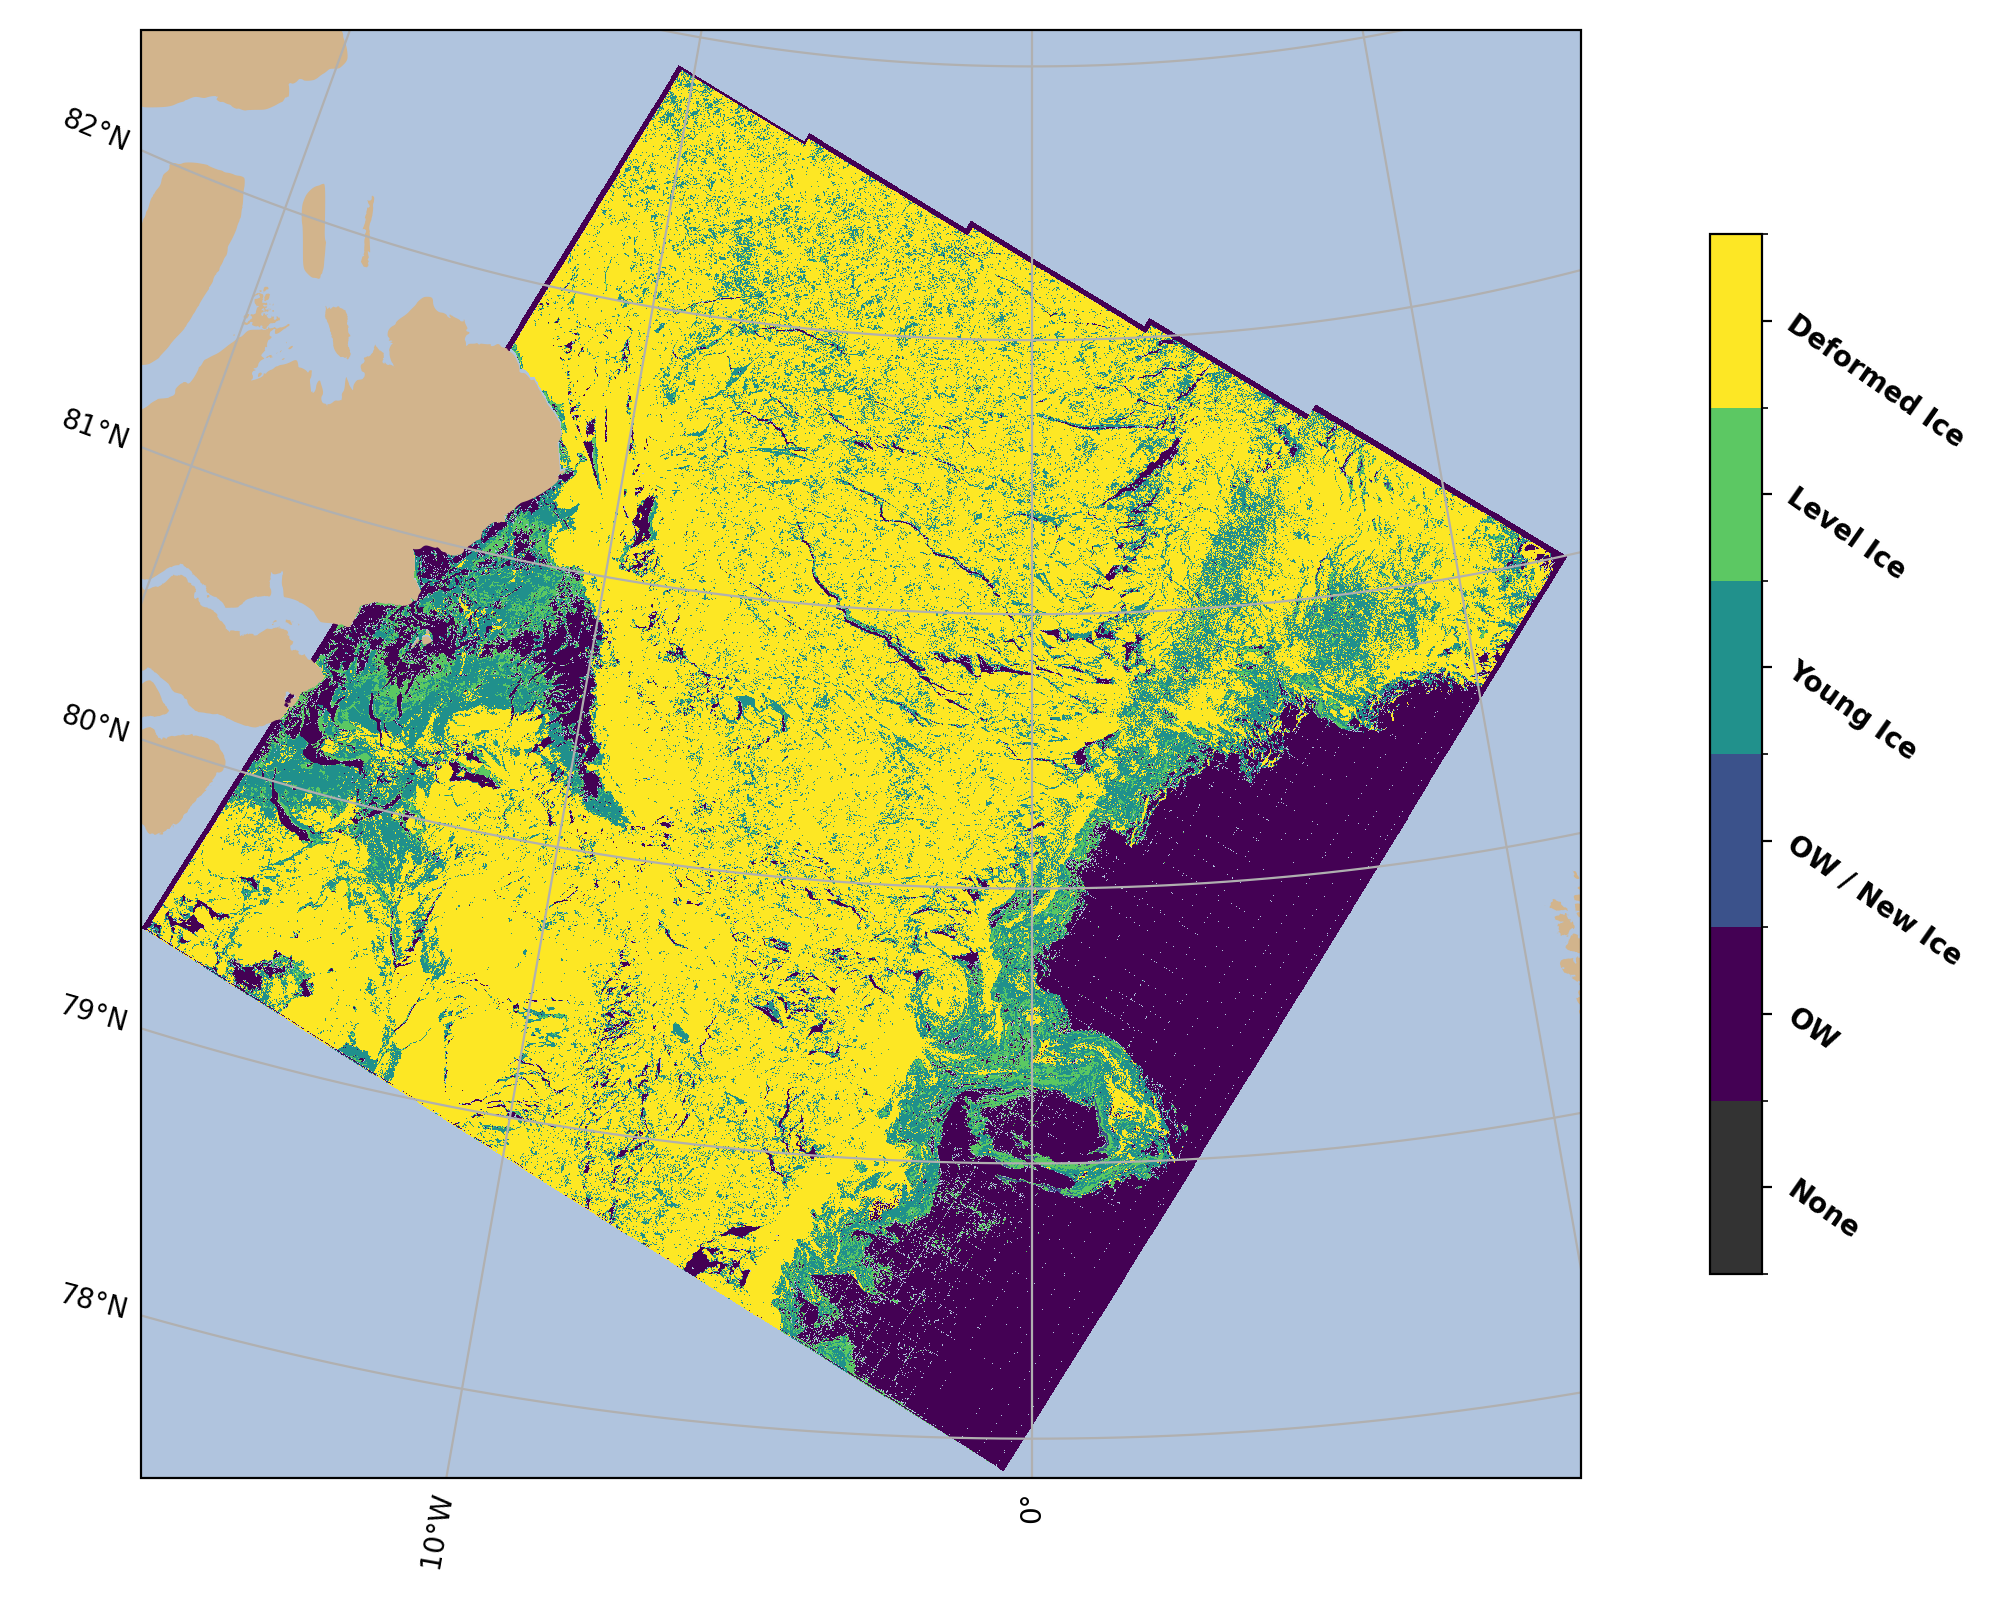 82°N
81°N
80°N
79°N
78°N
10°W
0°
Deformed Ice
Level Ice
Young Ice
OW / New Ice
OW
None